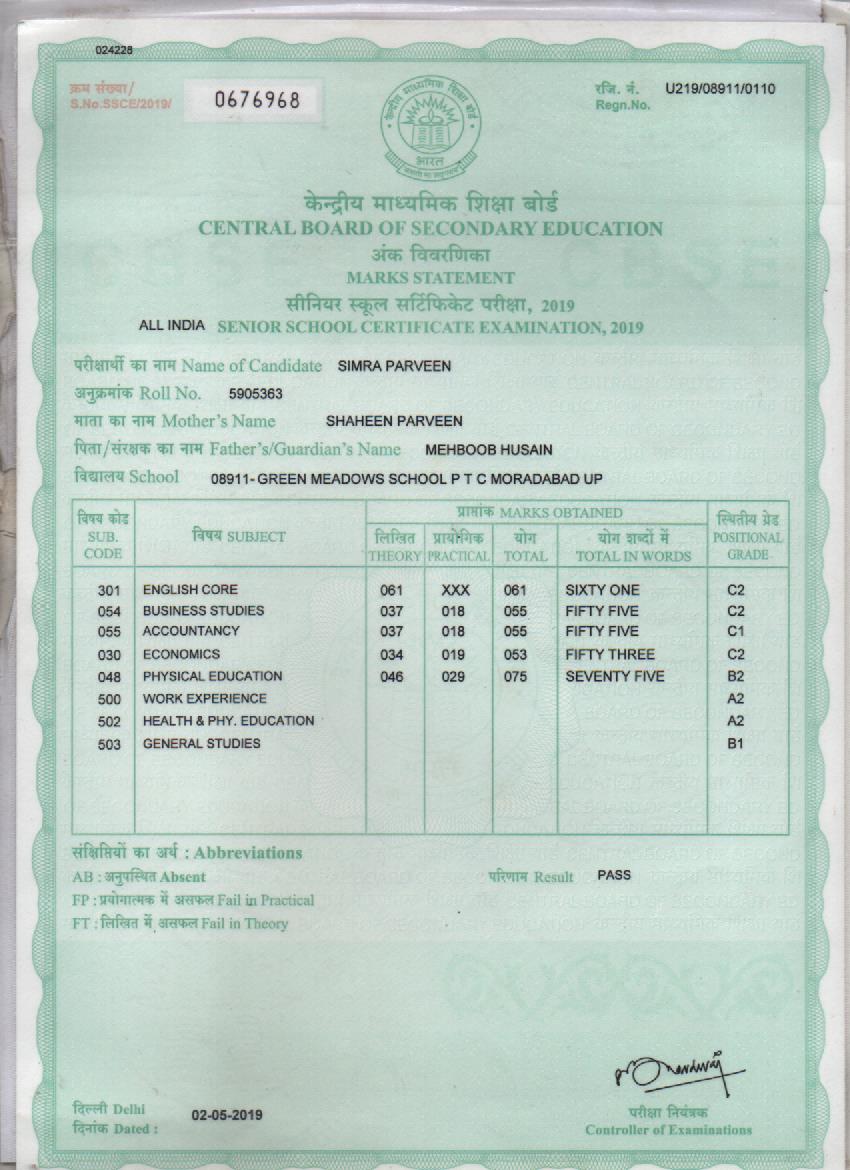 024228
क्रम संख्या/
S.No.SSCE/2019/ 0676968
रजि. नं. U219/08911/0110
Regn.No.
केन्द्रीय माध्यमिक शिक्षा बोर्ड
भारत
केन्द्रीय माध्यमिक शिक्षा बोर्ड
CENTRAL BOARD OF SECONDARY EDUCATION
अंक विवरणिका
CBSE CBSE
MARKS STATEMENT
सीनियर स्कूल सर्टिफिकेट परीक्षा, 2019
ALL INDIA SENIOR SCHOOL CERTIFICATE EXAMINATION, 2019
परीक्षार्थी का नाम Name of Candidate SIMRA PARVEEN
अनुक्रमांक Roll No. 5905363
माता का नाम Mother's Name SHAHEEN PARVEEN
पिता/संरक्षक का नाम Father's/Guardian's Name MEHBOOB HUSAIN
विद्यालय School 08911- GREEN MEADOWS SCHOOL P T C MORADABAD UP
विषय कोड SUB. CODE विषय SUBJECT प्राप्तांक MARKS OBTAINED स्थितीय ग्रेड POSITIONAL GRADE
लिखित THEORY प्रायोगिक PRACTICAL योग TOTAL योग शब्दों में TOTAL IN WORDS
301 ENGLISH CORE 061 XXX 061 SIXTY ONE C2
054 BUSINESS STUDIES 037 018 055 FIFTY FIVE C2
055 ACCOUNTANCY 037 018 055 FIFTY FIVE C1
030 ECONOMICS 034 019 053 FIFTY THREE C2
048 PHYSICAL EDUCATION 046 029 075 SEVENTY FIVE B2
500 WORK EXPERIENCE A2
502 HEALTH & PHY. EDUCATION A2
503 GENERAL STUDIES B1
संक्षिप्तियों का अर्थ : Abbreviations
AB : अनुपस्थित Absent परिणाम Result PASS
FP : प्रयोगात्मक में असफल Fail in Practical
FT : लिखित में असफल Fail in Theory
दिल्ली Delhi
दिनांक Dated : 02-05-2019
परीक्षा नियंत्रक
Controller of Examinations